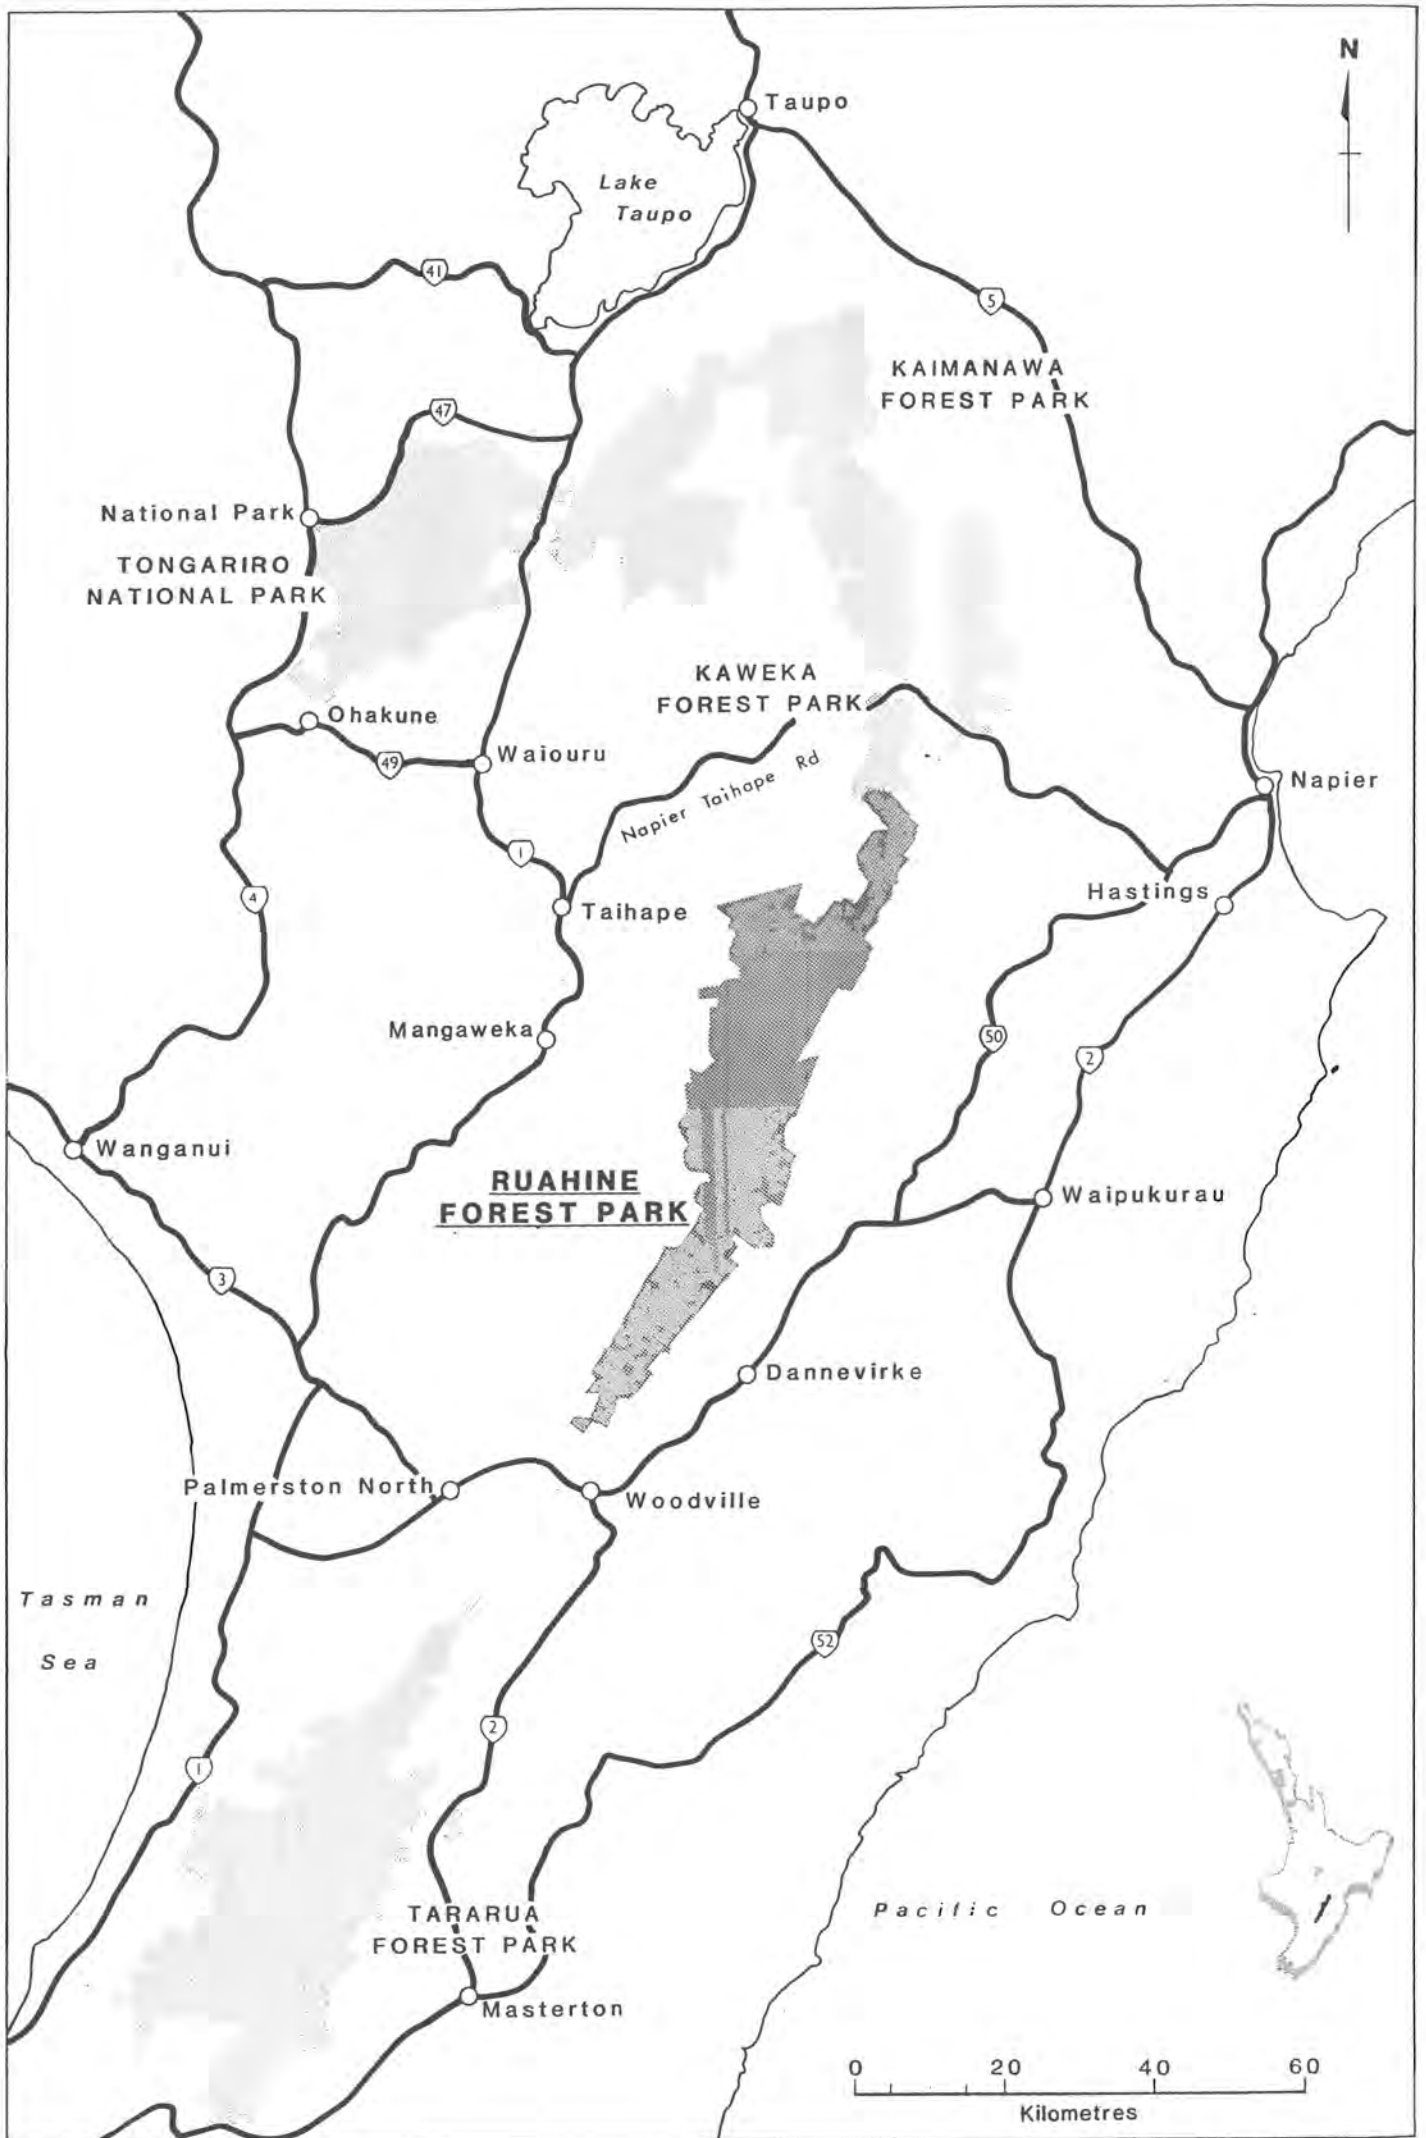 N
Taupo
Lake
Taupo
41
5
KAIMANAWA
FOREST PARK
47
National Park
TONGARIRO
NATIONAL PARK
KAWEKA
FOREST PARK
Ohakune
49
Waiouru
Napier Taihape Rd
Napier
1
4
Taihape
Hastings
Mangaweka
50
2
Wanganui
RUAHINE
FOREST PARK
Waipukurau
3
Dannevirke
Palmerston North
Woodville
Tasman
Sea
52
2
1
TARARUA
FOREST PARK
Pacific Ocean
Masterton
0 20 40 60
Kilometres